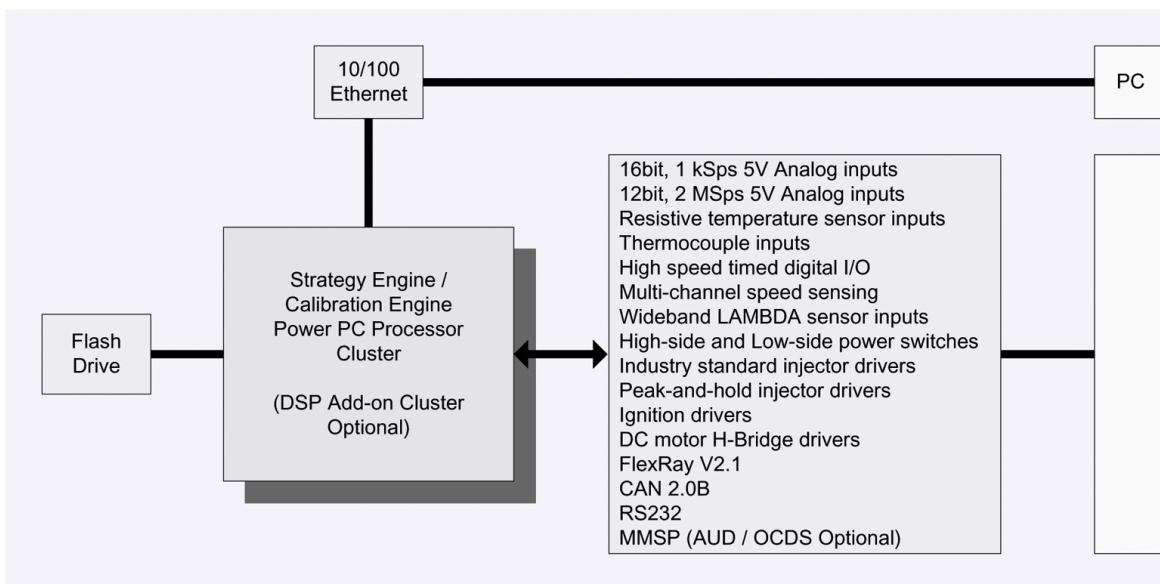 10/100
Ethernet
PC
16bit, 1 kSps 5V Analog inputs
12bit, 2 MSps 5V Analog inputs
Resistive temperature sensor inputs
Thermocouple inputs
High speed timed digital I/O
Multi-channel speed sensing
Wideband LAMBDA sensor inputs
High-side and Low-side power switches
Industry standard injector drivers
Peak-and-hold injector drivers
Ignition drivers
DC motor H-Bridge drivers
FlexRay V2.1
CAN 2.0B
RS232
MMSP (AUD / OCDS Optional)
Strategy Engine /
Calibration Engine
Power PC Processor
Cluster
(DSP Add-on Cluster
Optional)
Flash
Drive